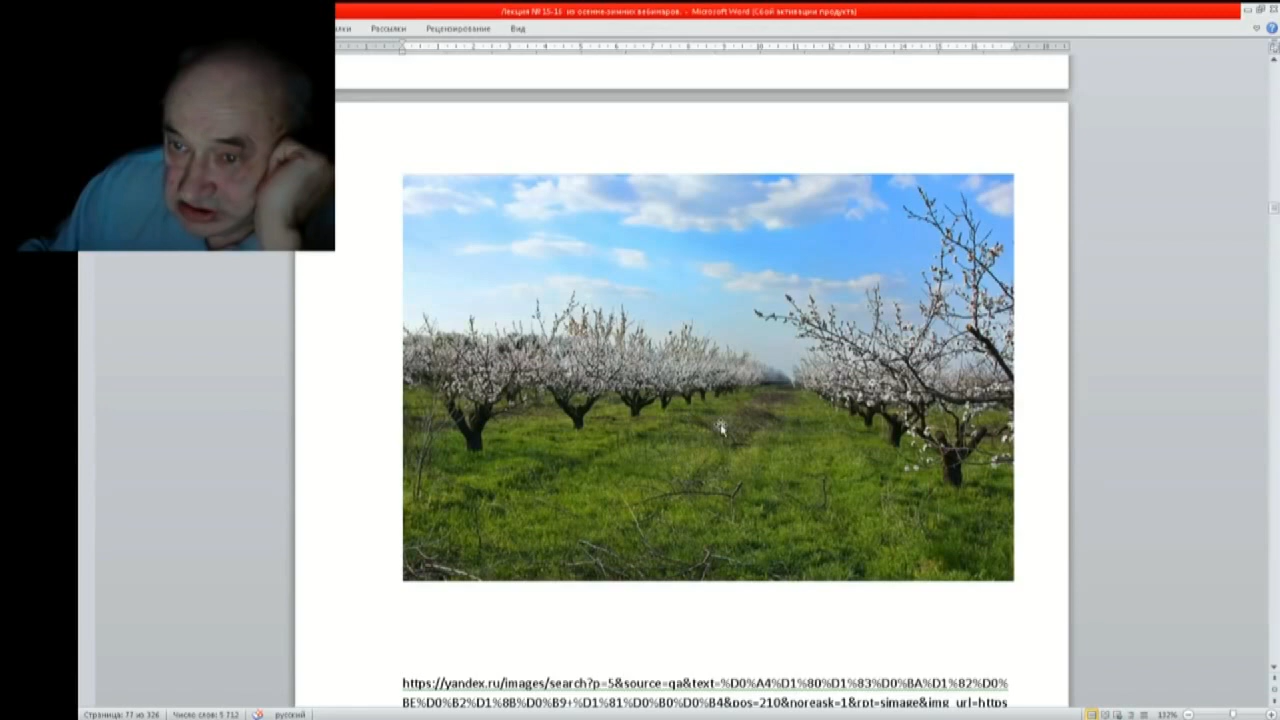 Лекция № 15-16 из осенне-зимних вебинаров. - Microsoft Word (Сбой активации продукта)
Рассылки Рецензирование Вид
https://yandex.ru/images/search?p=5&source=qa&text=%D0%A4%D1%80%D1%83%D0%BA%D1%82%D0%
BE%D0%B2%D1%8B%D0%B9+%D1%81%D0%B0%D0%B4&pos=210&noreask=1&rpt=simage&img_url=https
Страница: 77 из 326 Число слов: 5 712 русский 132%